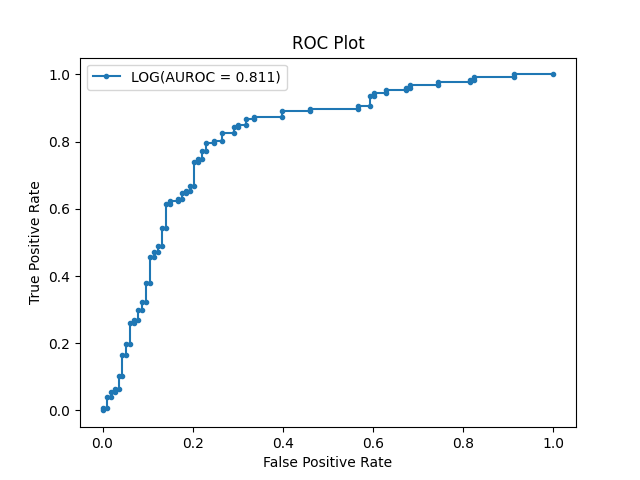 ROC Plot
LOG(AUROC = 0.811)
True Positive Rate
1.0
0.8
0.6
0.4
0.2
0.0
0.0 0.2 0.4 0.6 0.8 1.0
False Positive Rate